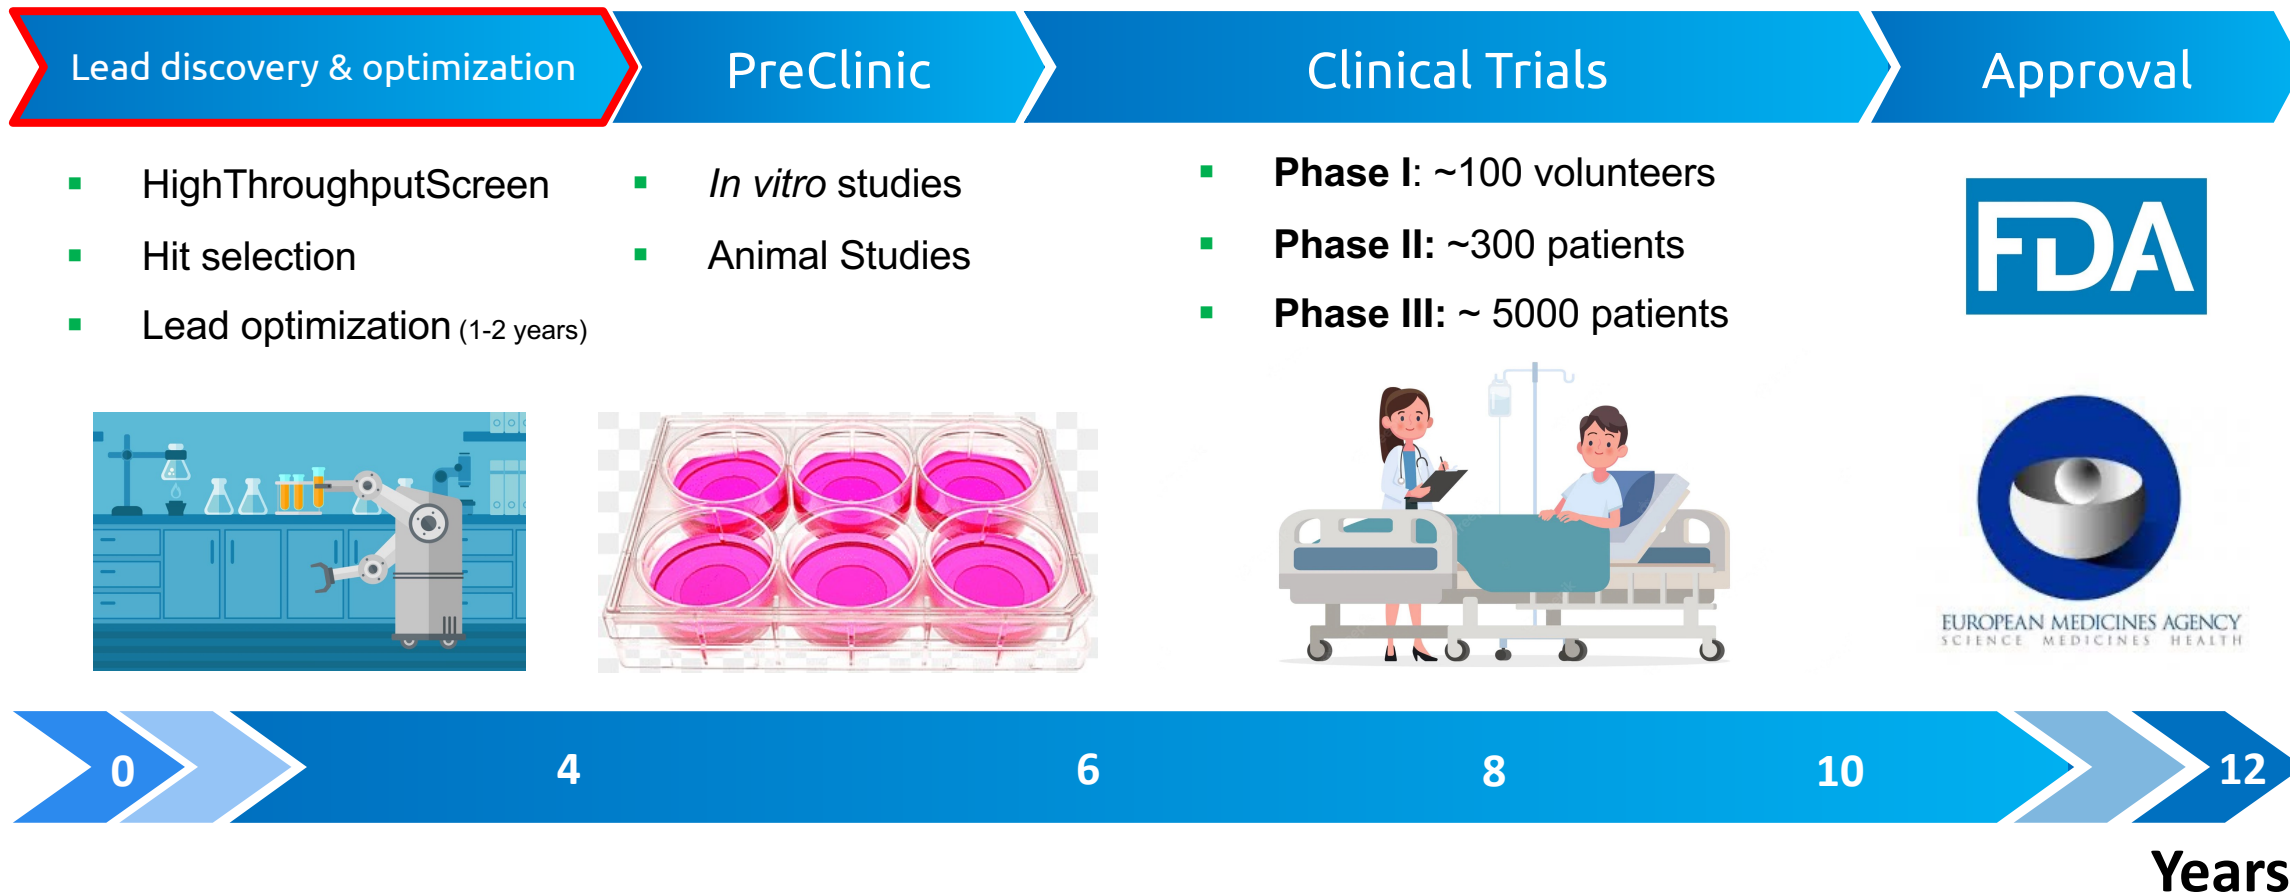 Lead discovery & optimization
PreClinic
Clinical Trials
Approval
▪ HighThroughputScreen
▪ Hit selection
▪ Lead optimization (1-2 years)
▪ In vitro studies
▪ Animal Studies
▪ Phase I: ~100 volunteers
▪ Phase II: ~300 patients
▪ Phase III: ~ 5000 patients
FDA
EUROPEAN MEDICINES AGENCY
SCIENCE MEDICINES HEALTH
0
4
6
8
10
12
Years